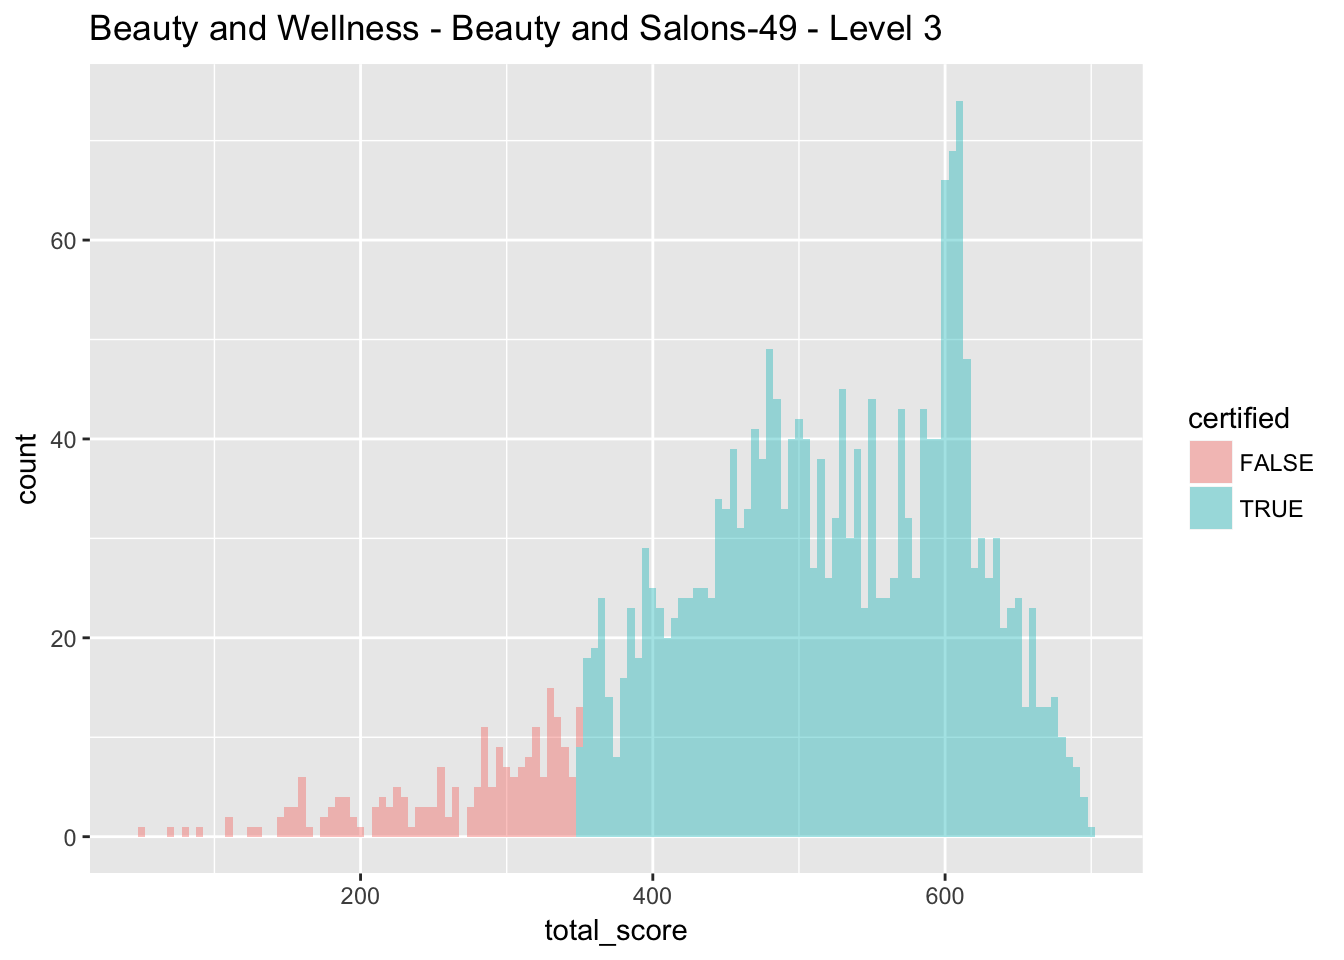 Beauty and Wellness - Beauty and Salons-49 - Level 3
60
40
20
0
count
200
400
600
total_score
certified
FALSE
TRUE